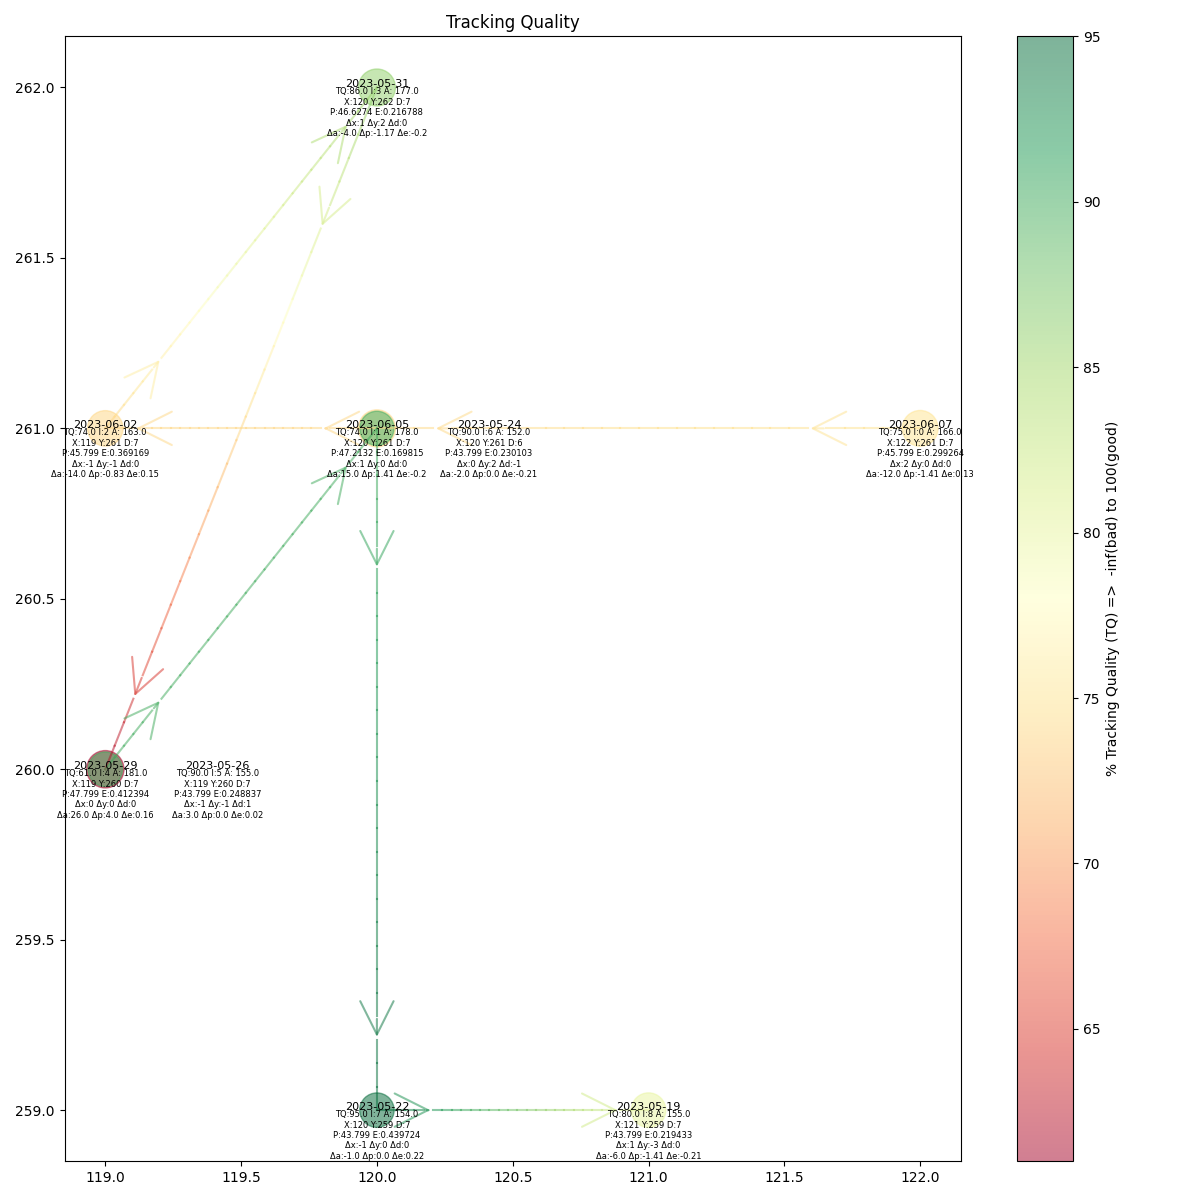 Tracking Quality
262.0
261.5
261.0
260.5
260.0
259.5
259.0
119.0
119.5
120.0
120.5
121.0
121.5
122.0
2023-05-31
TQ:86.0 I:3 A: 177.0
X:120 Y:262 D:7
P:46.6274 E:0.216788
Δx:1 Δy:2 Δd:0
Δa:-4.0 Δp:-1.17 Δe:-0.2
2023-06-02
TQ:74.0 I:2 A: 163.0
X:119 Y:261 D:7
P:45.799 E:0.369169
Δx:-1 Δy:-1 Δd:0
Δa:-14.0 Δp:-0.83 Δe:0.15
2023-06-05
TQ:74.0 I:1 A: 178.0
X:120 Y:261 D:7
P:47.2132 E:0.169815
Δx:1 Δy:0 Δd:0
Δa:15.0 Δp:1.41 Δe:-0.2
2023-05-24
TQ:90.0 I:6 A: 152.0
X:120 Y:261 D:6
P:43.799 E:0.230103
Δx:0 Δy:2 Δd:-1
Δa:-2.0 Δp:0.0 Δe:-0.21
2023-06-07
TQ:75.0 I:0 A: 166.0
X:122 Y:261 D:7
P:45.799 E:0.299264
Δx:2 Δy:0 Δd:0
Δa:-12.0 Δp:-1.41 Δe:0.13
2023-05-29
TQ:61.0 I:4 A: 181.0
X:119 Y:260 D:7
P:47.799 E:0.412394
Δx:0 Δy:0 Δd:0
Δa:26.0 Δp:4.0 Δe:0.16
2023-05-26
TQ:90.0 I:5 A: 155.0
X:119 Y:260 D:7
P:43.799 E:0.248837
Δx:-1 Δy:-1 Δd:1
Δa:3.0 Δp:0.0 Δe:0.02
2023-05-22
TQ:95.0 I:7 A: 154.0
X:120 Y:259 D:7
P:43.799 E:0.439724
Δx:-1 Δy:0 Δd:0
Δa:-1.0 Δp:0.0 Δe:0.22
2023-05-19
TQ:80.0 I:8 A: 155.0
X:121 Y:259 D:7
P:43.799 E:0.219433
Δx:1 Δy:-3 Δd:0
Δa:-6.0 Δp:-1.41 Δe:-0.21
95
90
85
80
75
70
65
% Tracking Quality (TQ) => -inf(bad) to 100(good)